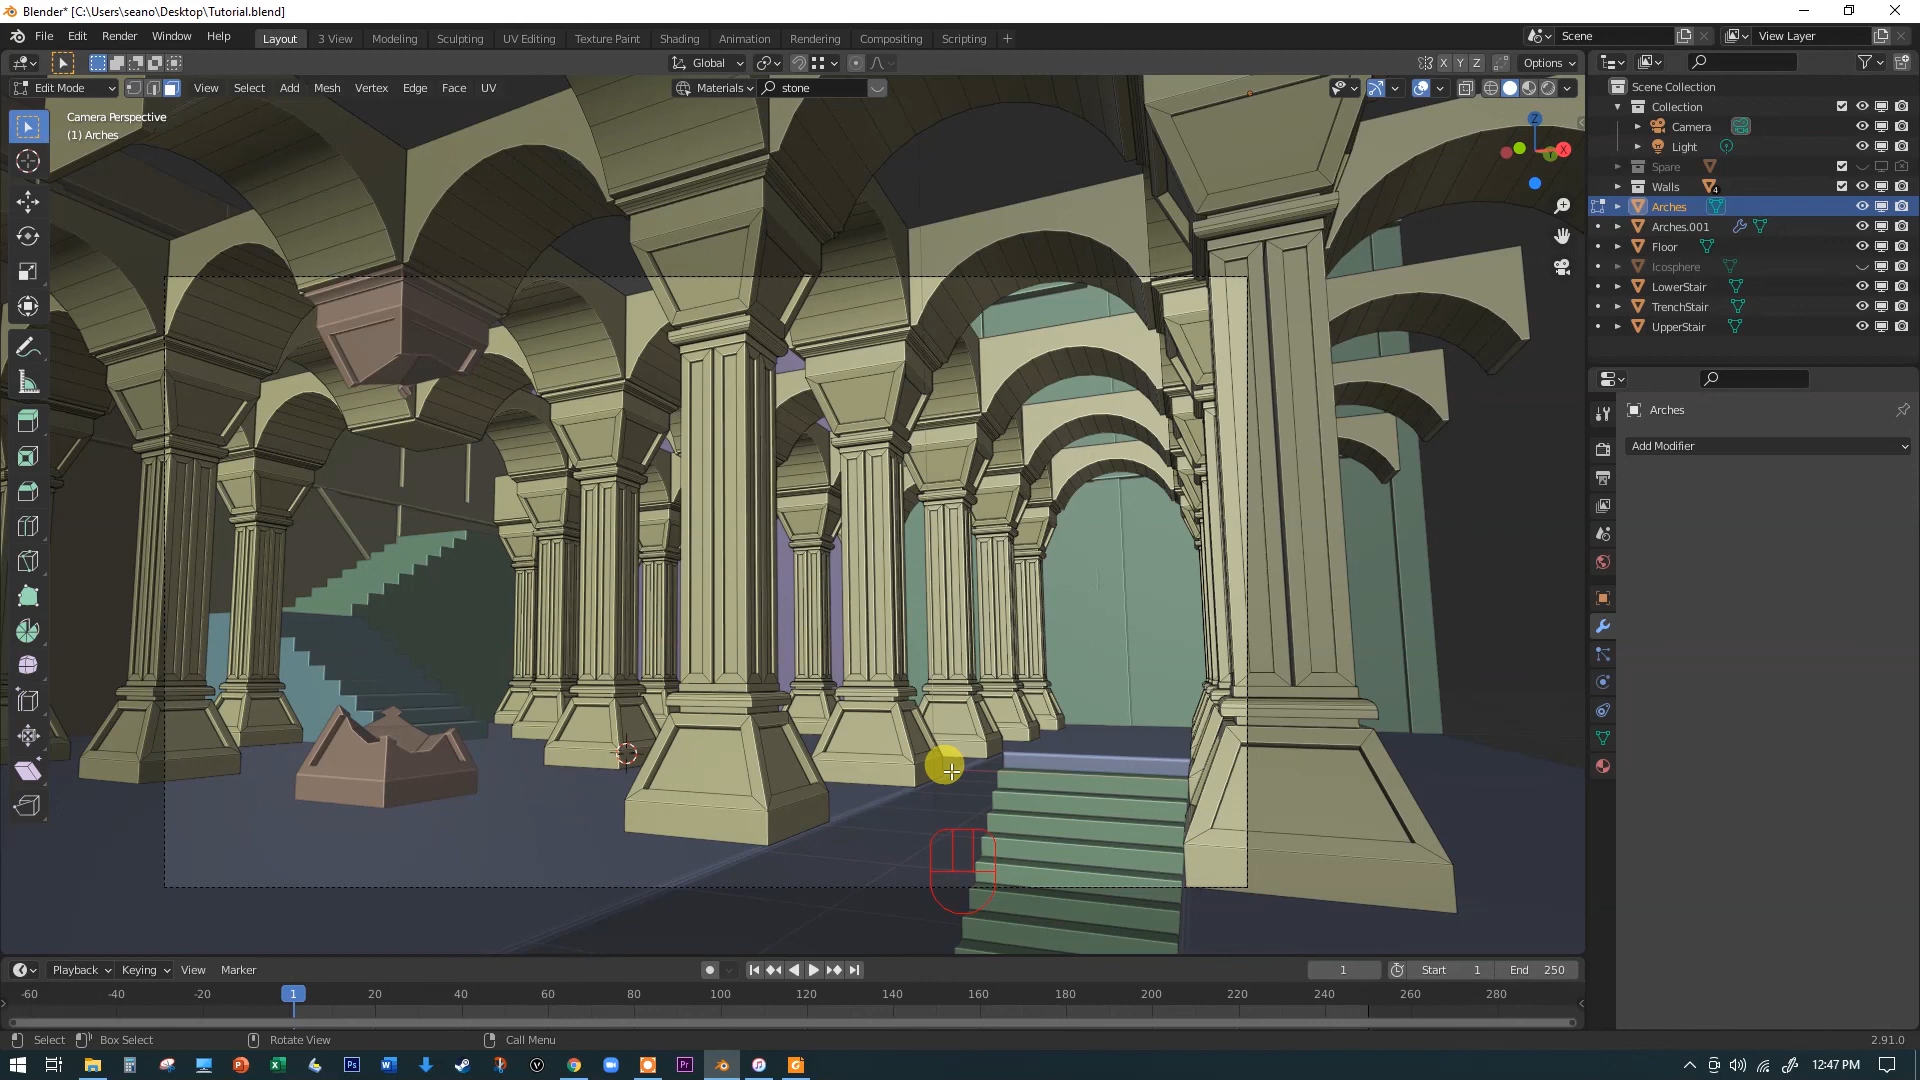 Blender* [C:\Users\seano\Desktop\Tutorial.blend]
File Edit Render Window Help
Layout 3 View Modeling Sculpting UV Editing Texture Paint Shading Animation Rendering Compositing Scripting +
Scene
View Layer
Global
X Y Z
Options
Edit Mode
View Select Add Mesh Vertex Edge Face UV
Materials
stone
Camera Perspective
(1) Arches
Z
X
Y
Scene Collection
Collection
Camera
Light
Spare
Walls
4
Arches
Arches.001
Floor
Icosphere
LowerStair
TrenchStair
UpperStair
Arches
Add Modifier
Playback Keying View Marker
1
Start 1
End 250
-60 -40 -20 1 20 40 60 80 100 120 140 160 180 200 220 240 260 280
Select Box Select Rotate View Call Menu
2.91.0
12:47 PM